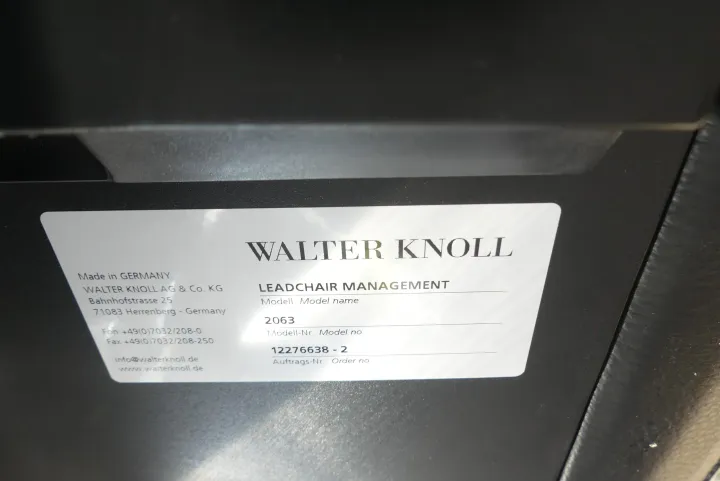 WALTER KNOLL
Made in GERMANY
WALTER KNOLL AG & Co. KG
Bahnhofstrasse 25
71083 Herrenberg - Germany
Fon +49(0)7032/208-0
Fax +49(0)7032/208-250
info@walterknoll.de
www.walterknoll.de
LEADCHAIR MANAGEMENT
Modell Model name
2063
Modell-Nr. Model no
12276638 - 2
Auftrags-Nr. Order no